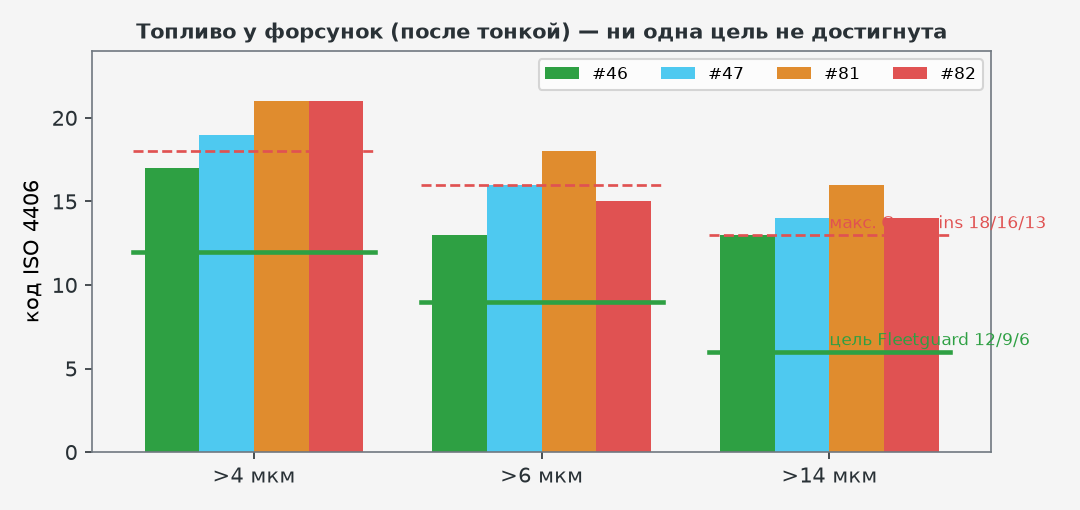 Топливо у форсунок (после тонкой) — ни одна цель не достигнута
#46 #47 #81 #82
код ISO 4406
20
15
10
5
0
макс. ins 18/16/13
цель Fleetguard 12/9/6
>4 мкм >6 мкм >14 мкм